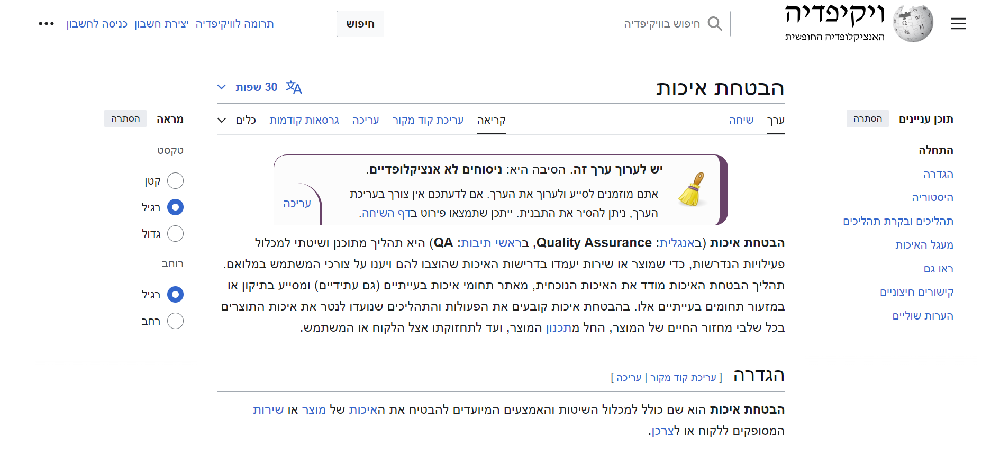 ויקיפדיה
האנציקלופדיה החופשית
חיפוש בוויקיפדיה
חיפוש
תרומה לוויקיפדיה יצירת חשבון כניסה לחשבון
תוכן עניינים הסתרה
התחלה
הגדרה
היסטוריה
תהליכים ובקרת תהליכים
מעגל האיכות
ראו גם
קישורים חיצוניים
הערות שוליים
הבטחת איכות
30 שפות
ערך שיחה
קריאה עריכת קוד מקור עריכה גרסאות קודמות כלים
יש לערוך ערך זה. הסיבה היא: ניסוחים לא אנציקלופדיים.
אתם מוזמנים לסייע ולערוך את הערך. אם לדעתכם אין צורך בעריכת
הערך, ניתן להסיר את התבנית. ייתכן שתמצאו פירוט בדף השיחה.
עריכה
הבטחת איכות (באנגלית: Quality Assurance, בראשי תיבות: QA) היא תהליך מתוכנן ושיטתי למכלול
פעילויות הנדרשות, כדי שמוצר או שירות יעמדו בדרישות האיכות שהוצבו להם ויענו על צורכי המשתמש במלואם.
תהליך הבטחת האיכות מודד את האיכות הנוכחית, מאתר תחומי איכות בעייתיים (גם עתידיים) ומסייע בתיקון או
במזעור תחומים בעייתיים אלו. בהבטחת איכות קובעים את הפעולות והתהליכים שנועדו לנטר את איכות התוצרים
בכל שלבי מחזור החיים של המוצר, החל מתכנון המוצר, ועד לתחזוקתו אצל הלקוח או המשתמש.
הגדרה [ עריכת קוד מקור | עריכה ]
הבטחת איכות הוא שם כולל למכלול השיטות והאמצעים המיועדים להבטיח את האיכות של מוצר או שירות
המסופקים ללקוח או לצרכן.
מראה הסתרה
טקסט
קטן
רגיל
גדול
רוחב
רגיל
רחב